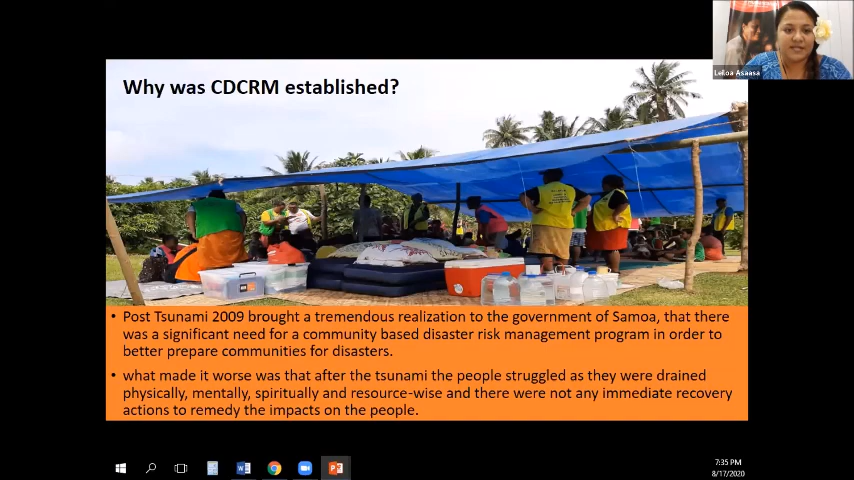 Leiloa Asaasa
Why was CDCRM established?
• Post Tsunami 2009 brought a tremendous realization to the government of Samoa, that there
was a significant need for a community based disaster risk management program in order to
better prepare communities for disasters.
• what made it worse was that after the tsunami the people struggled as they were drained
physically, mentally, spiritually and resource-wise and there were not any immediate recovery
actions to remedy the impacts on the people.
7:35 PM
8/17/2020